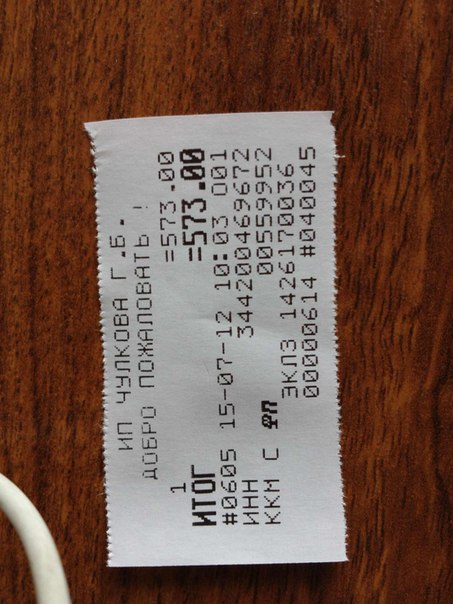 ИП ЧУЛКОВА Г.Б.
ДОБРО ПОЖАЛОВАТЬ !
1 =573.00
ИТОГ =573.00
#0605 15-07-12 10:03 001
ИНН 344200469672
ККМ С ФП 00559952
ЭКЛЗ 1426170036
00000614 #040045